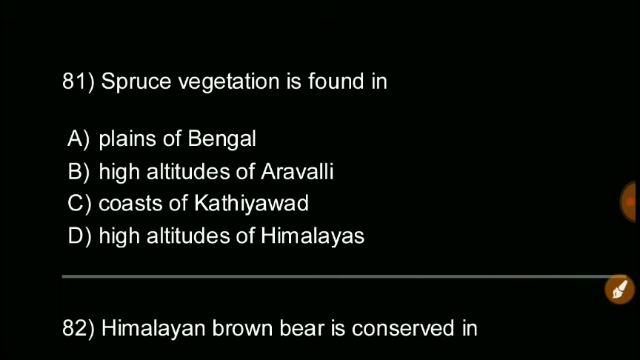 81) Spruce vegetation is found in
A) plains of Bengal
B) high altitudes of Aravalli
C) coasts of Kathiyawad
D) high altitudes of Himalayas
82) Himalayan brown bear is conserved in